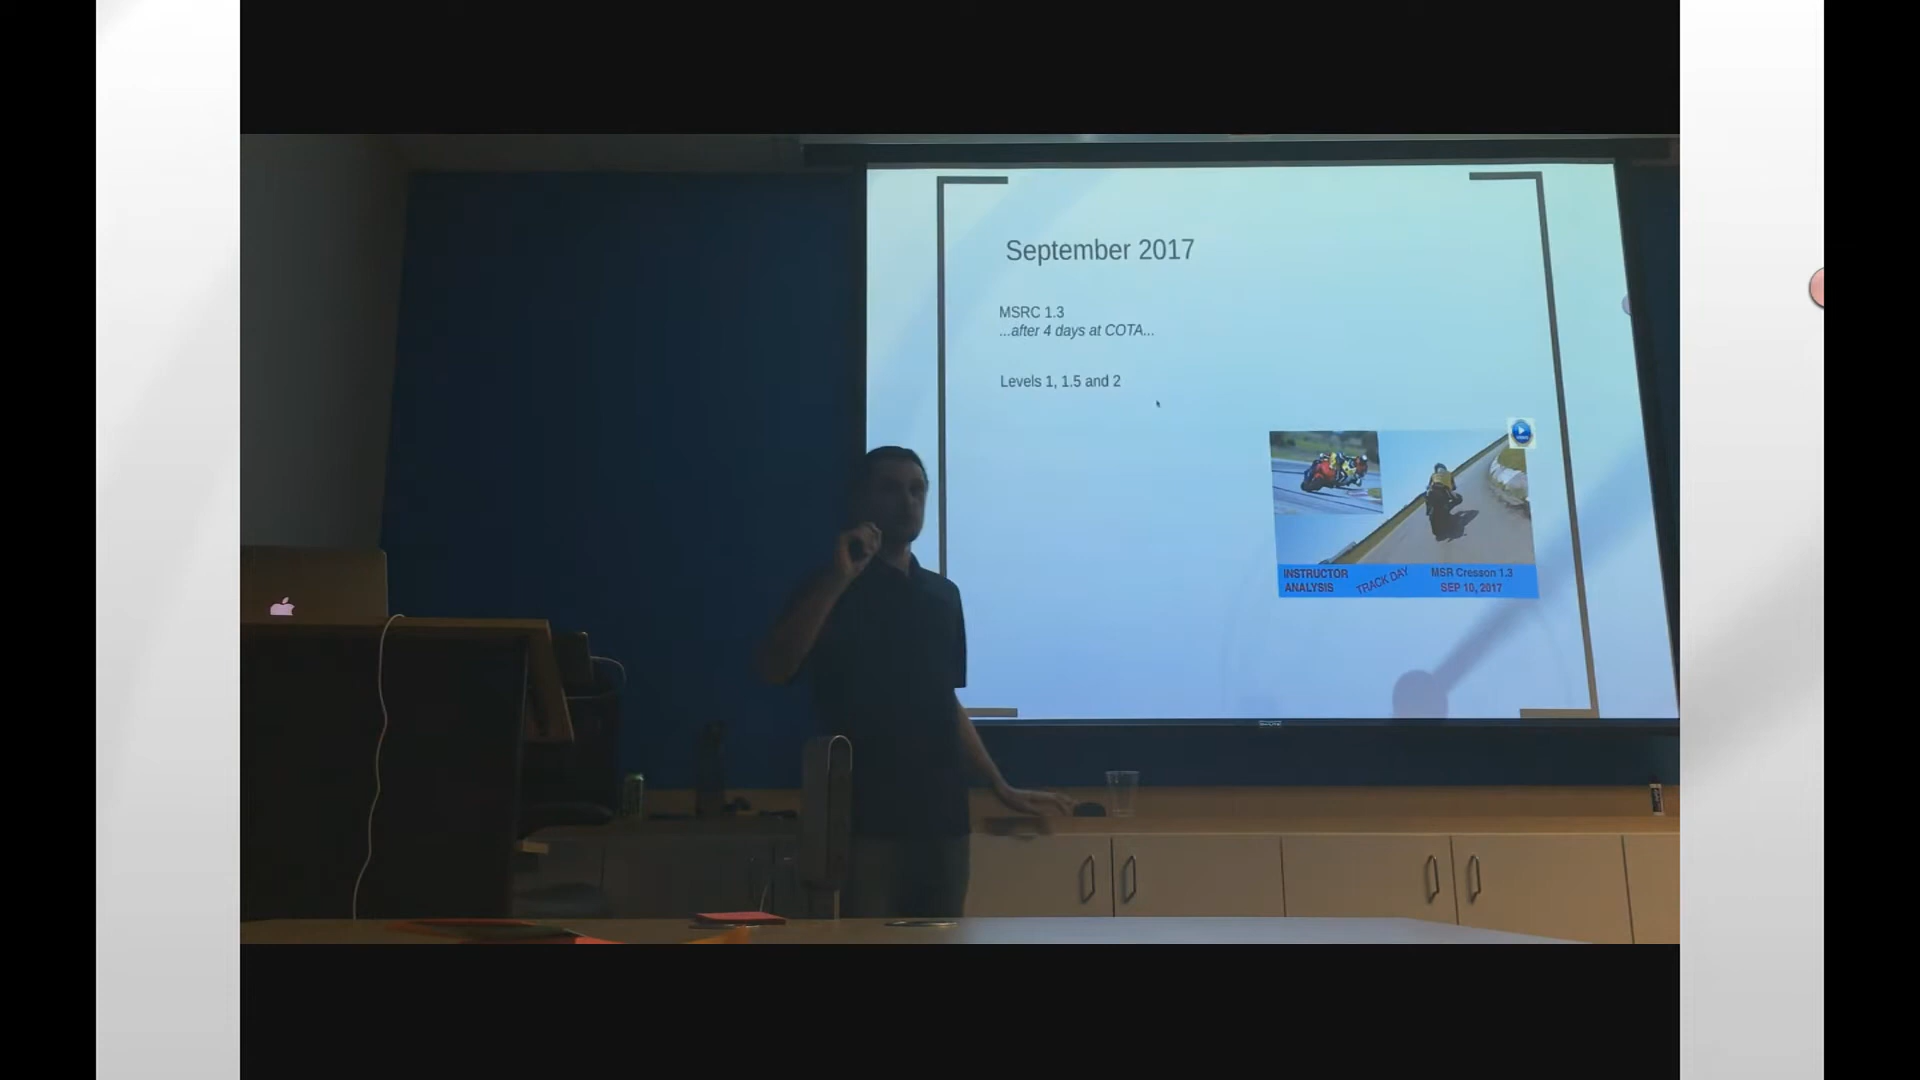 September 2017
MSRC 1.3
...after 4 days at COTA...
Levels 1, 1.5 and 2
INSTRUCTOR
ANALYSIS
TRACK DAY
MSR Cresson 1.3
SEP 10, 2017